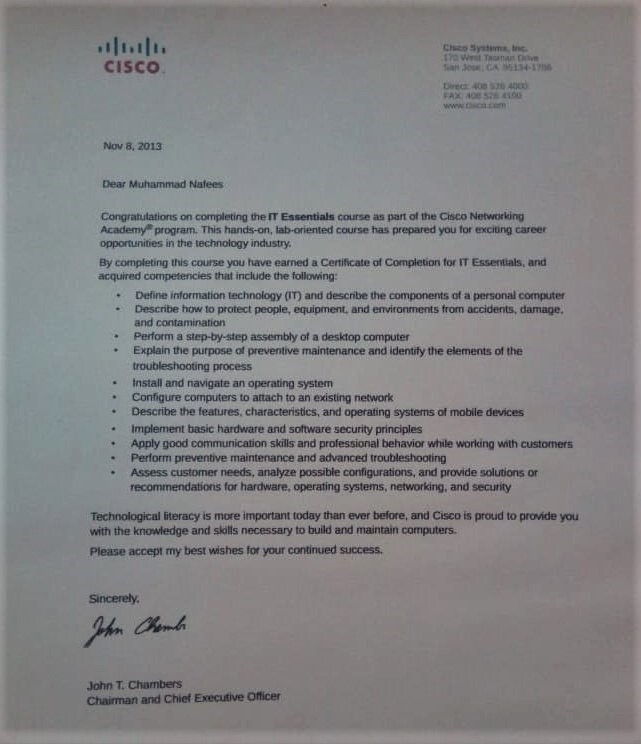 CISCO
Cisco Systems, Inc.
170 West Tasman Drive
San Jose, CA 95134-1706
Direct: 408 526 4000
FAX: 408 526 4100
www.cisco.com
Nov 8, 2013
Dear Muhammad Nafees
Congratulations on completing the IT Essentials course as part of the Cisco Networking
Academy® program. This hands-on, lab-oriented course has prepared you for exciting career
opportunities in the technology industry.
By completing this course you have earned a Certificate of Completion for IT Essentials, and
acquired competencies that include the following:
• Define information technology (IT) and describe the components of a personal computer
• Describe how to protect people, equipment, and environments from accidents, damage,
and contamination
• Perform a step-by-step assembly of a desktop computer
• Explain the purpose of preventive maintenance and identify the elements of the
troubleshooting process
• Install and navigate an operating system
• Configure computers to attach to an existing network
• Describe the features, characteristics, and operating systems of mobile devices
• Implement basic hardware and software security principles
• Apply good communication skills and professional behavior while working with customers
• Perform preventive maintenance and advanced troubleshooting
• Assess customer needs, analyze possible configurations, and provide solutions or
recommendations for hardware, operating systems, networking, and security
Technological literacy is more important today than ever before, and Cisco is proud to provide you
with the knowledge and skills necessary to build and maintain computers.
Please accept my best wishes for your continued success.
Sincerely,
John Chambers
John T. Chambers
Chairman and Chief Executive Officer